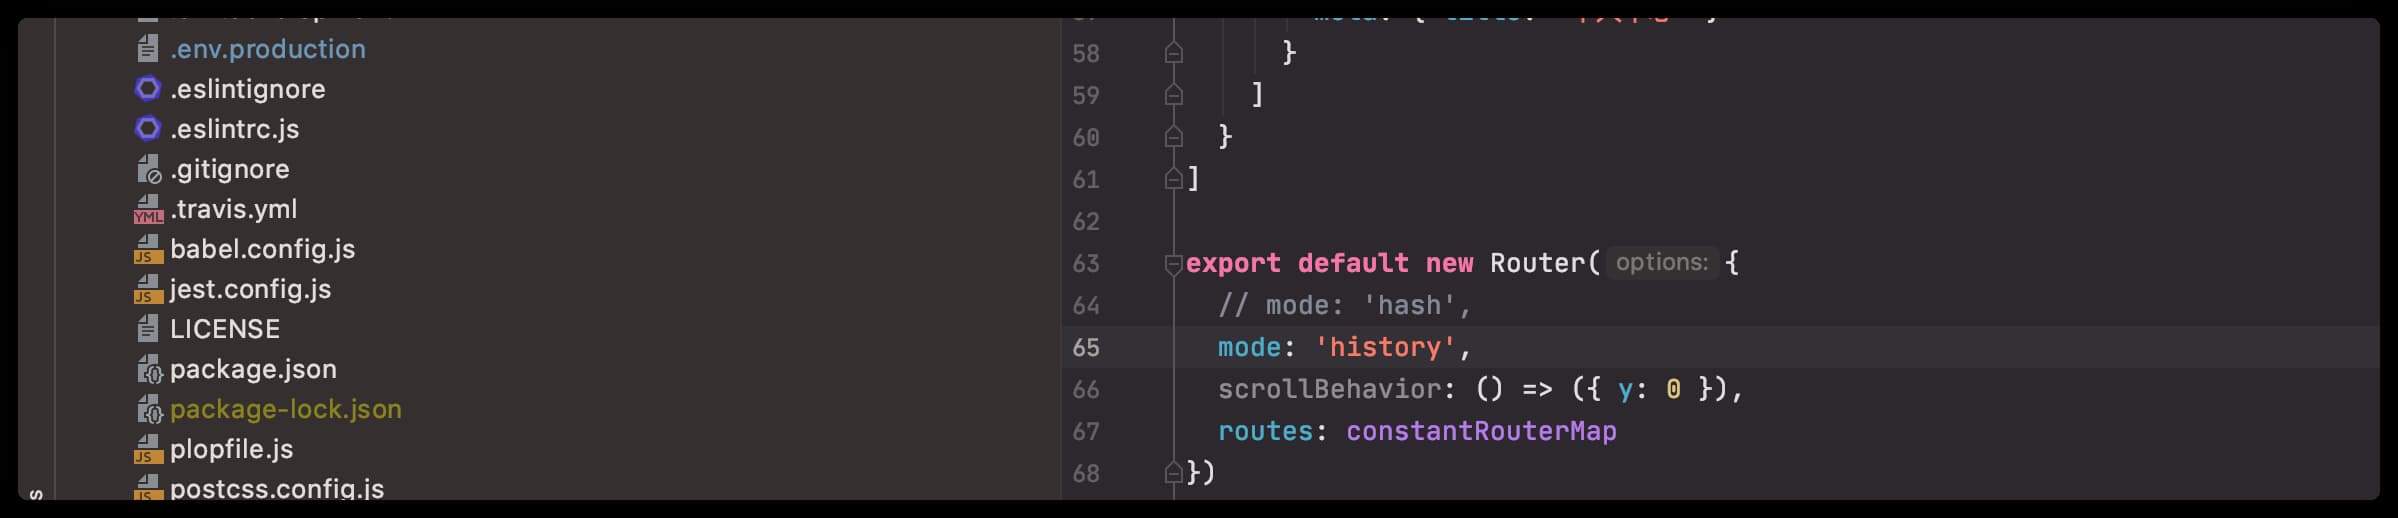 .env.production
.eslintignore
.eslintrc.js
.gitignore
.travis.yml
babel.config.js
jest.config.js
LICENSE
package.json
package-lock.json
plopfile.js
postcss.config.js
58 }
59 ]
60 }
61 ]
62
63 export default new Router( options: {
64 // mode: 'hash',
65 mode: 'history',
66 scrollBehavior: () => ({ y: 0 }),
67 routes: constantRouterMap
68 })